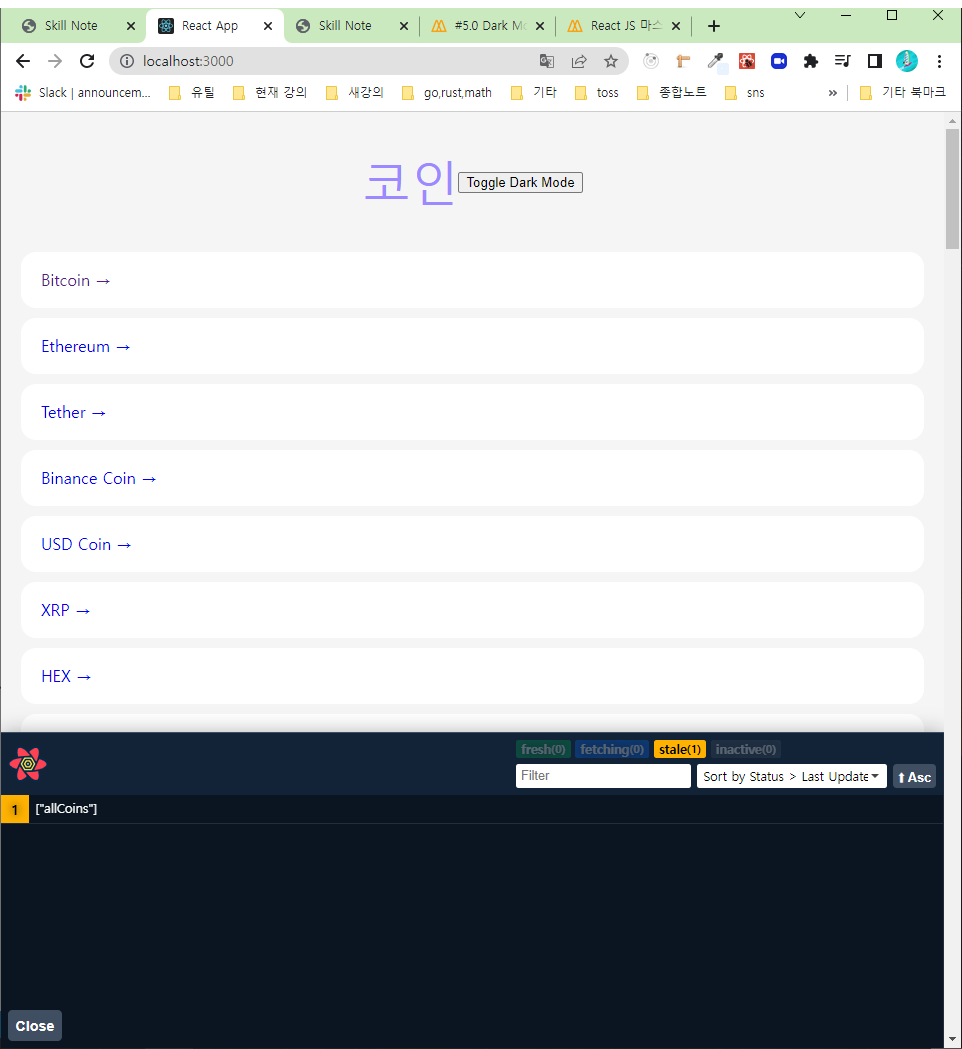 Skill Note React App Skill Note #5.0 Dark Mo React JS 마스
localhost:3000
Slack | announcem... 유틸 현재 강의 새강의 go,rust,math 기타 toss 종합노트 sns » 기타 북마크
코인 Toggle Dark Mode
Bitcoin →
Ethereum →
Tether →
Binance Coin →
USD Coin →
XRP →
HEX →
fresh(0) fetching(0) stale(1) inactive(0)
Filter Sort by Status > Last Update ⬆ Asc
1 ["allCoins"]
Close